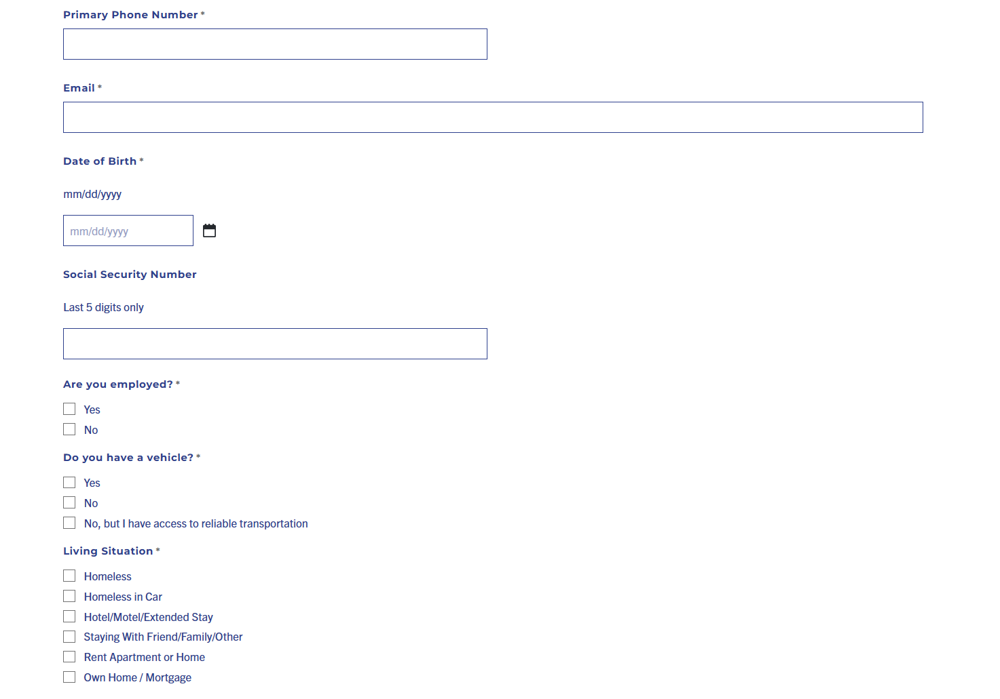 Primary Phone Number *
Email *
Date of Birth *
mm/dd/yyyy
mm/dd/yyyy
Social Security Number
Last 5 digits only
Are you employed? *
Yes
No
Do you have a vehicle? *
Yes
No
No, but I have access to reliable transportation
Living Situation *
Homeless
Homeless in Car
Hotel/Motel/Extended Stay
Staying With Friend/Family/Other
Rent Apartment or Home
Own Home / Mortgage